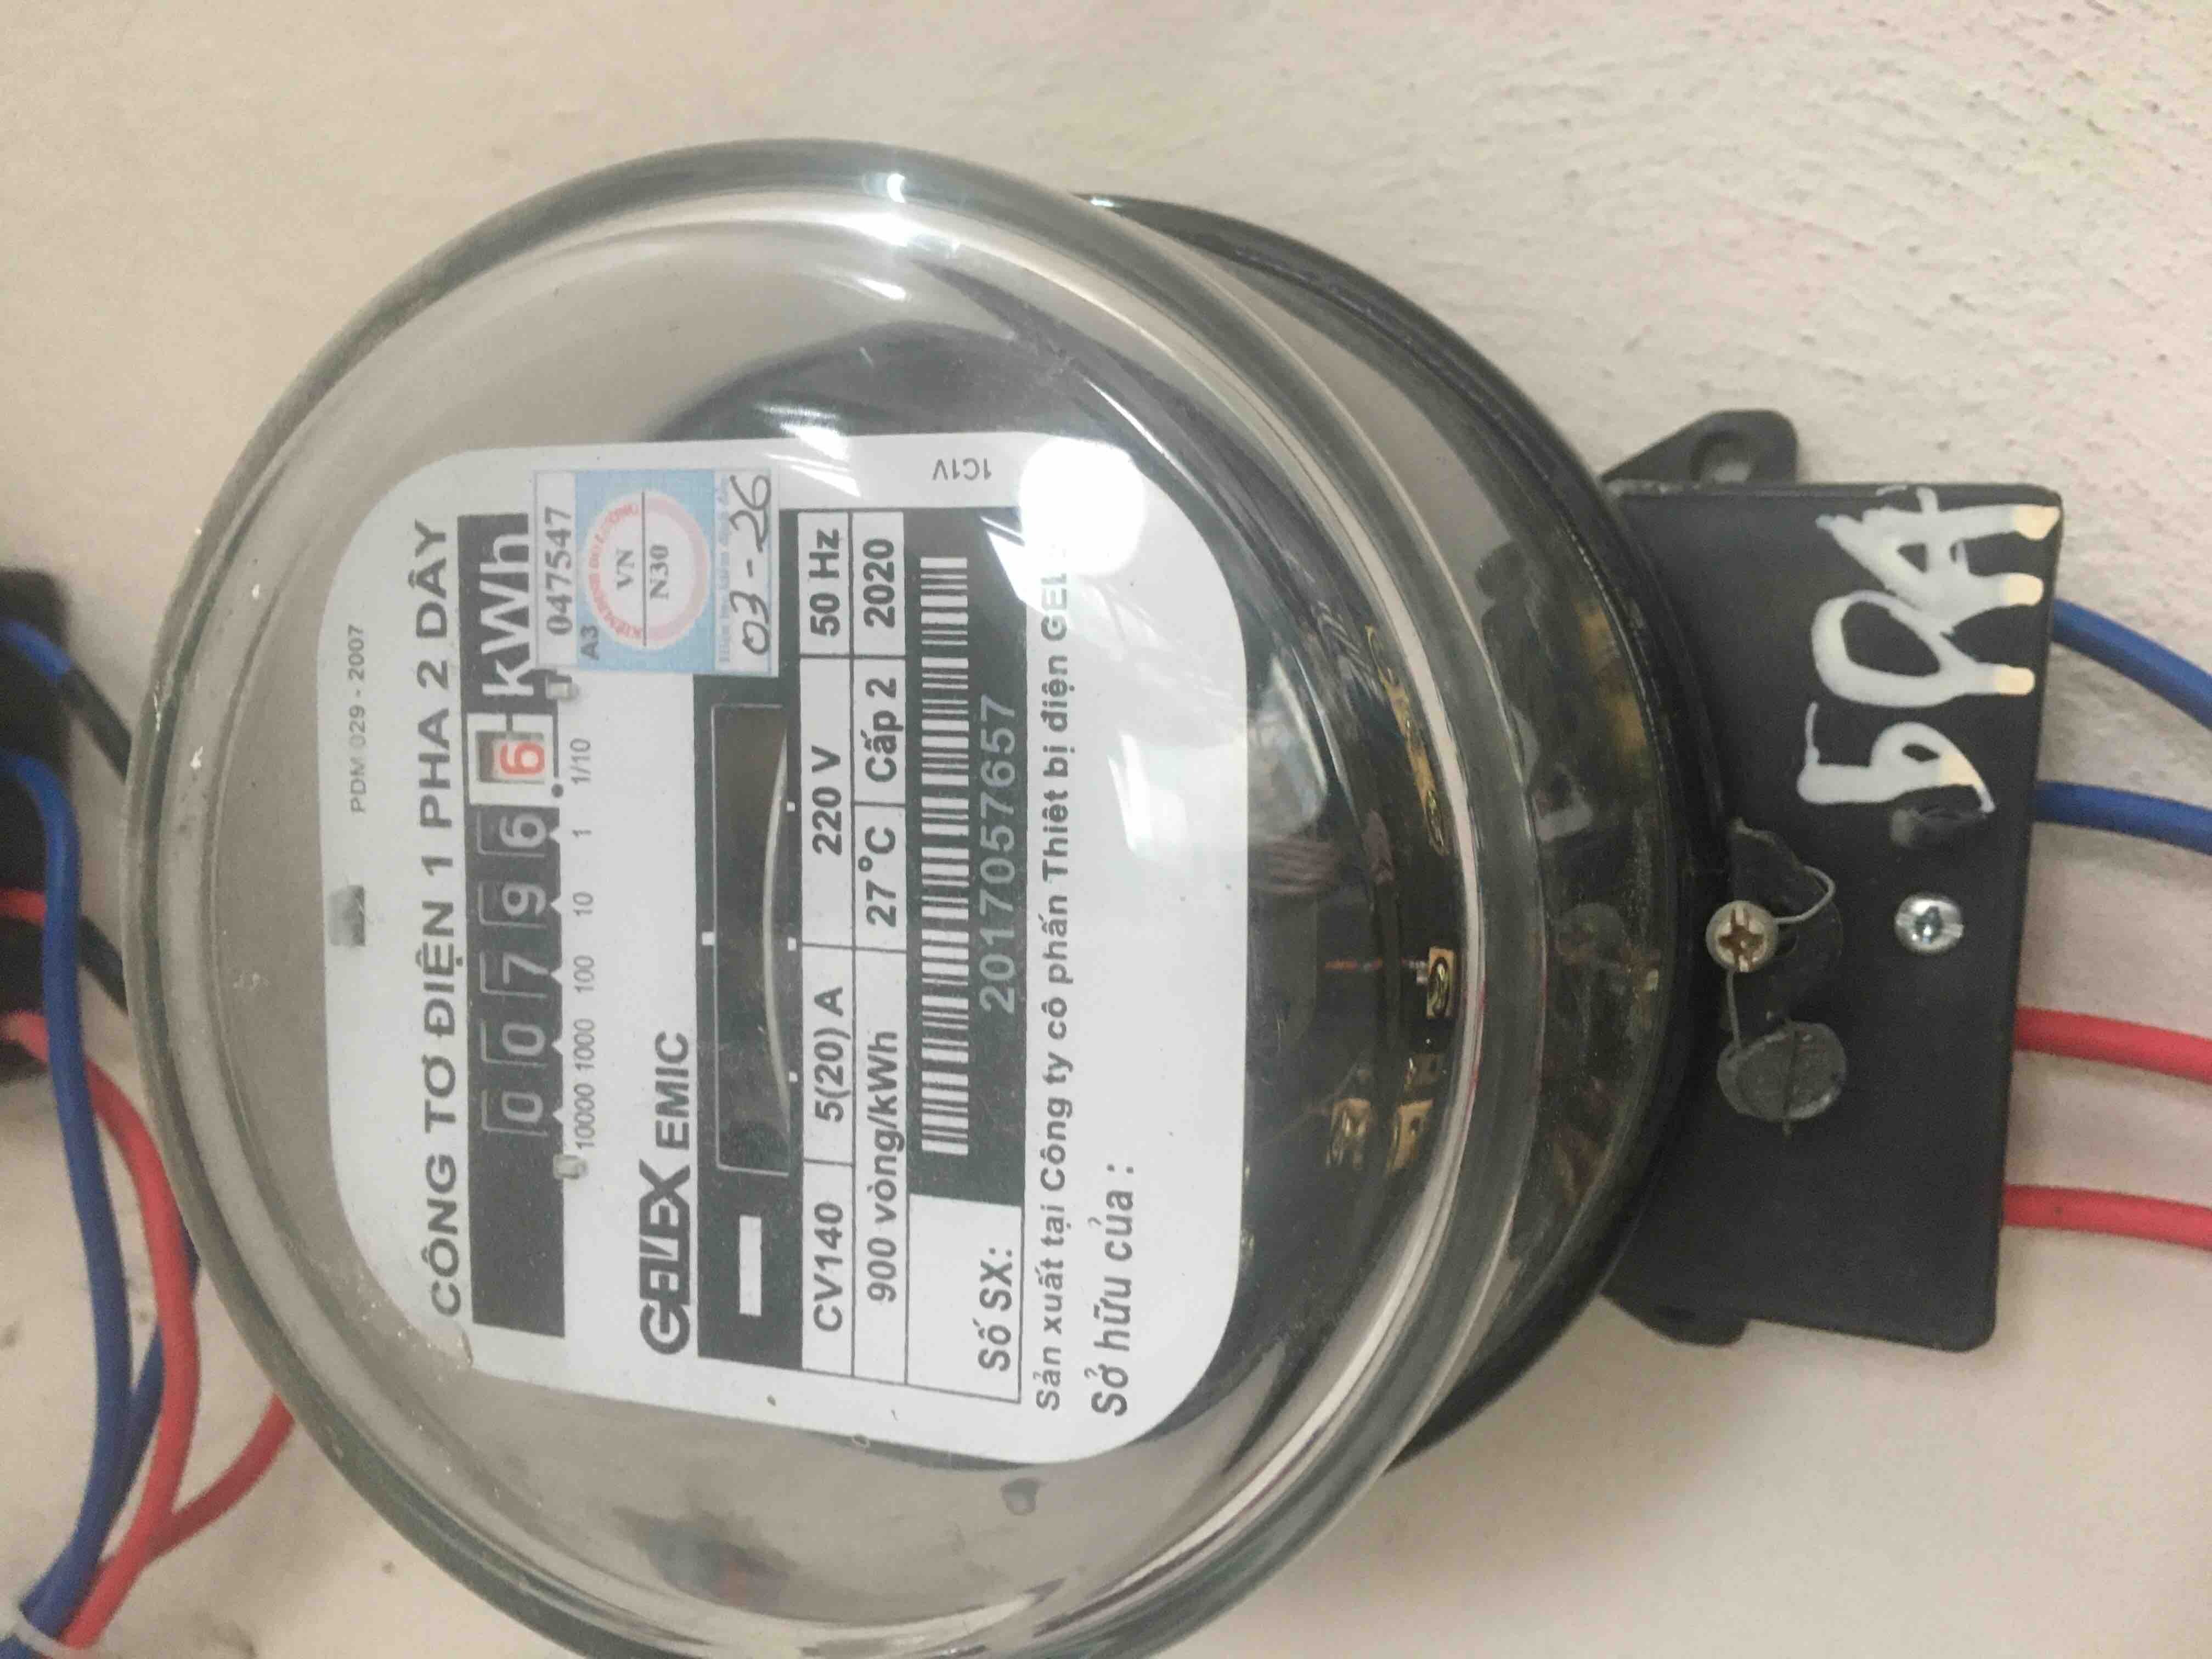 PDM 029 - 2007
CÔNG TƠ ĐIỆN 1 PHA 2 DÂY
0 0 7 9 6 6 kWh
10000 1000 100 10 1 1/10
A3 047547
VN
N30
03 - 26
GELEX EMIC
CV140 5(20) A 220 V 50 Hz
900 vòng/kWh 27°C Cấp 2 2020
1C1V
Số SX:
2017057657
Sản xuất tại Công ty cổ phần Thiết bị điện
Sở hữu của :